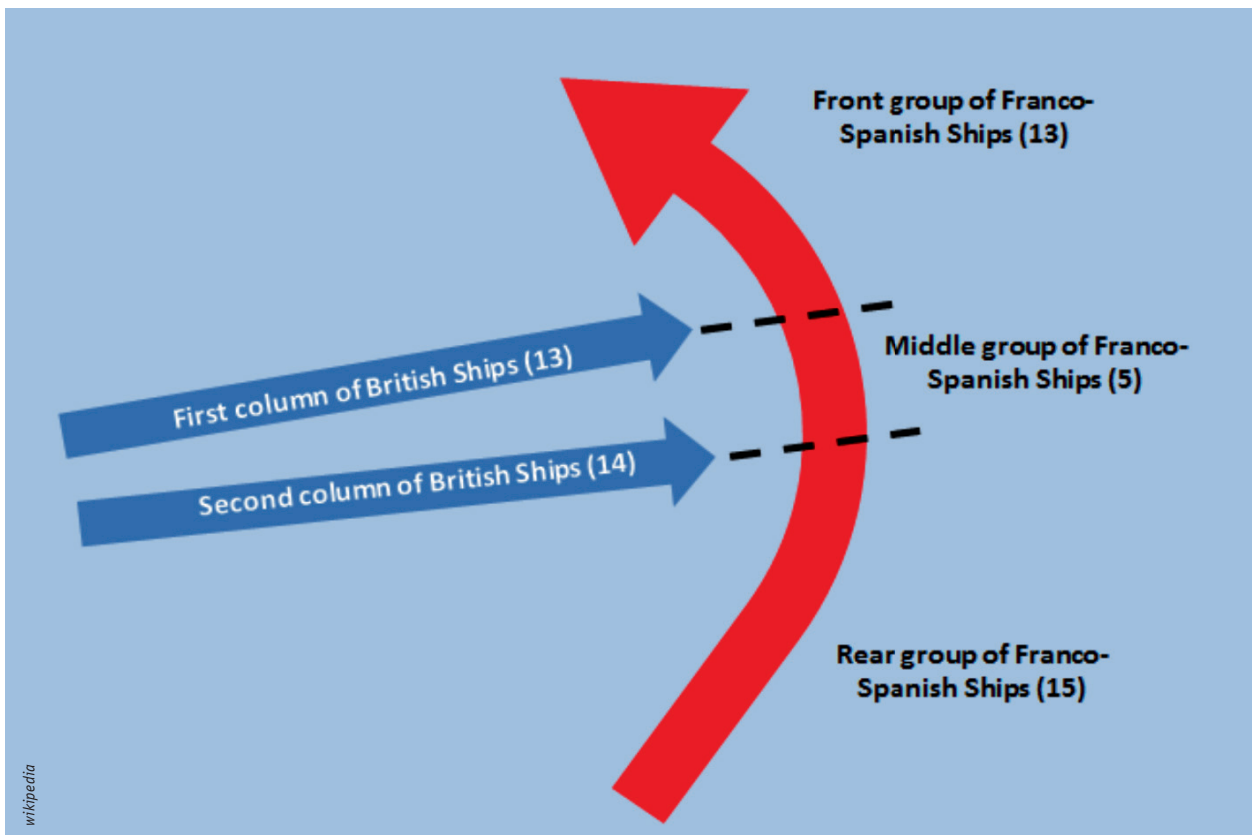 Front group of Franco-
Spanish Ships (13)
First column of British Ships (13)
Middle group of Franco-
Spanish Ships (5)
Second column of British Ships (14)
Rear group of Franco-
Spanish Ships (15)
wikipedia